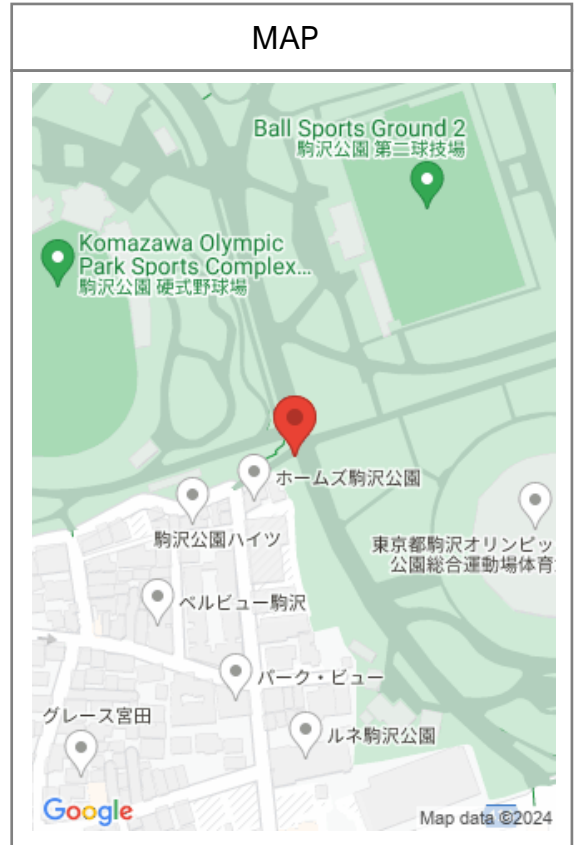 MAP
Ball Sports Ground 2
駒沢公園 第二球技場
Komazawa Olympic
Park Sports Complex...
駒沢公園 硬式野球場
ホームズ駒沢公園
駒沢公園ハイツ
東京都駒沢オリンピッ
公園総合運動場体育
ベルビュー駒沢
パーク・ビュー
グレース宮田
ルネ駒沢公園
Google
Map data ©2024